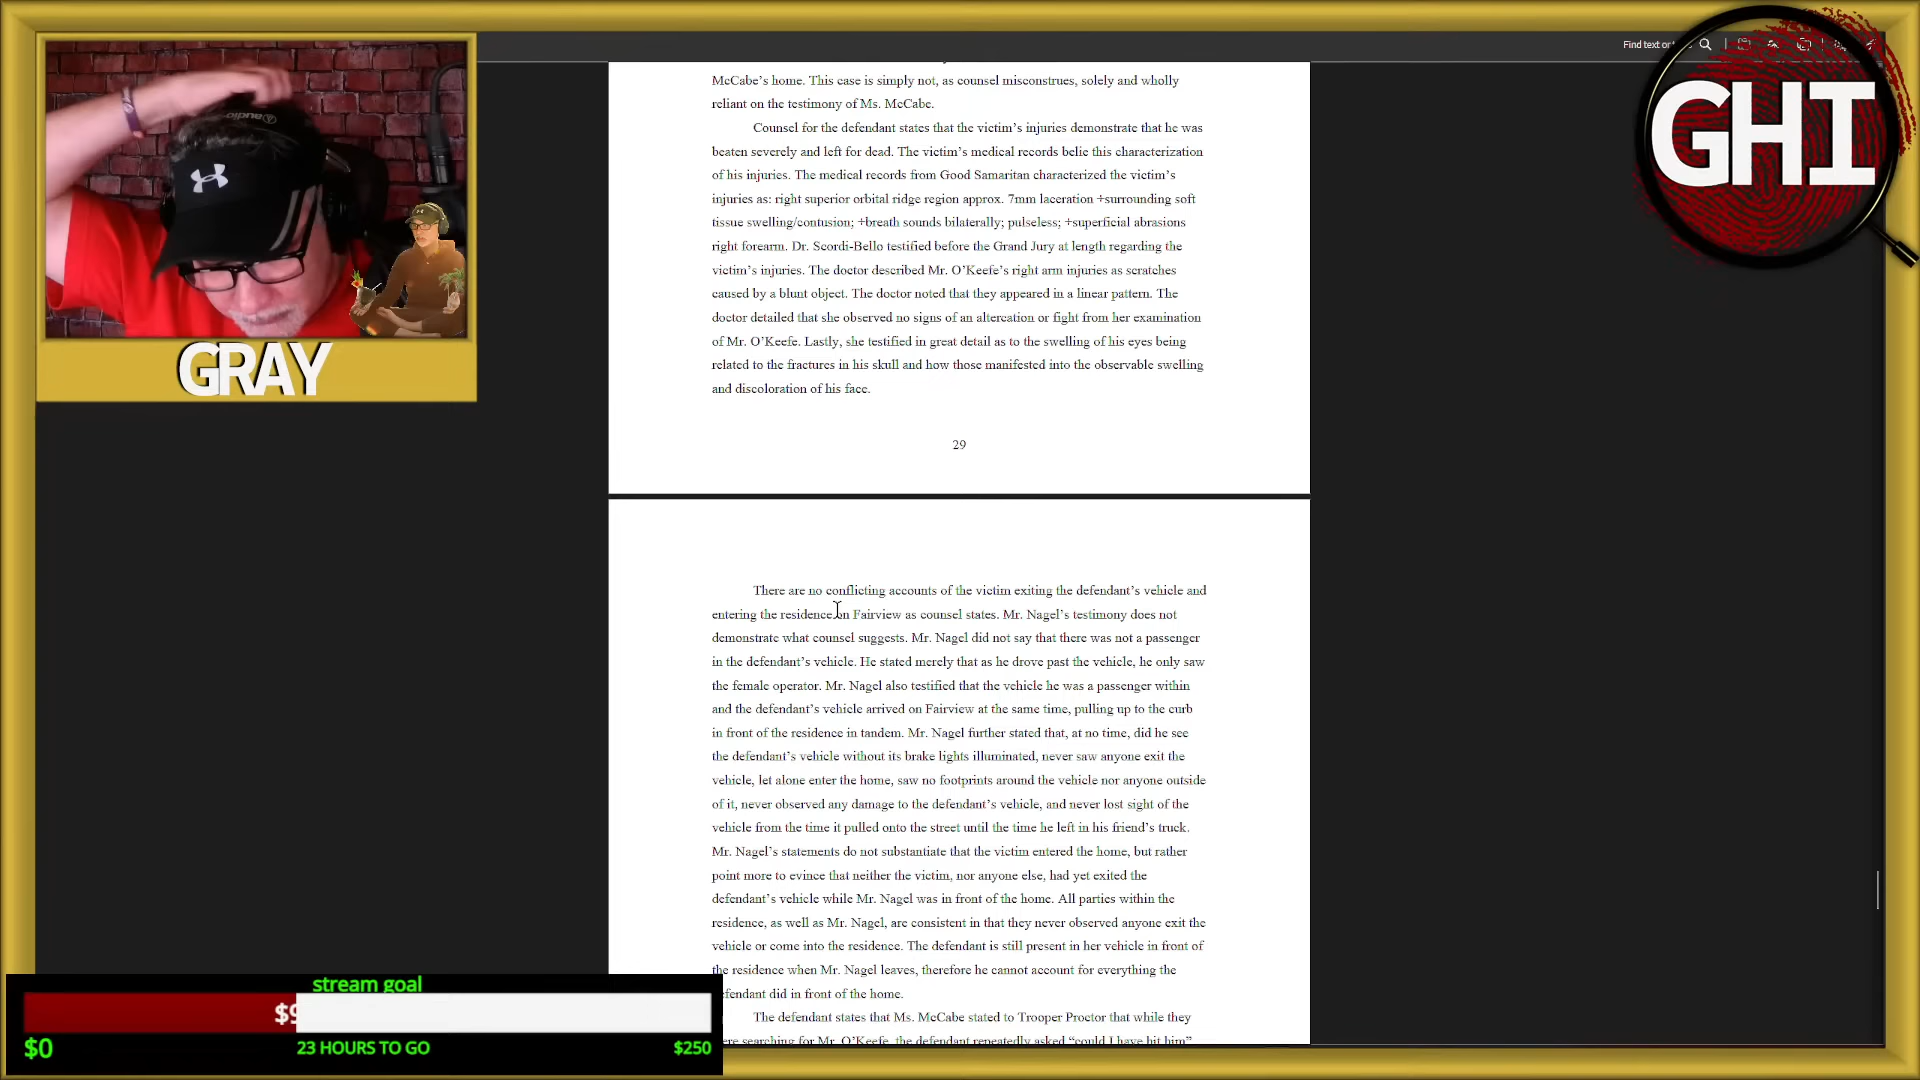 Find text or
GHI
GRAY
McCabe's home. This case is simply not, as counsel misconstrues, solely and wholly
reliant on the testimony of Ms. McCabe.
Counsel for the defendant states that the victim's injuries demonstrate that he was
beaten severely and left for dead. The victim's medical records belie this characterization
of his injuries. The medical records from Good Samaritan characterized the victim's
injuries as: right superior orbital ridge region approx. 7mm laceration +surrounding soft
tissue swelling/contusion; +breath sounds bilaterally; pulseless; +superficial abrasions
right forearm. Dr. Scordi-Bello testified before the Grand Jury at length regarding the
victim's injuries. The doctor described Mr. O'Keefe's right arm injuries as scratches
caused by a blunt object. The doctor noted that they appeared in a linear pattern. The
doctor detailed that she observed no signs of an altercation or fight from her examination
of Mr. O'Keefe. Lastly, she testified in great detail as to the swelling of his eyes being
related to the fractures in his skull and how those manifested into the observable swelling
and discoloration of his face.
29
There are no conflicting accounts of the victim exiting the defendant's vehicle and
entering the residence on Fairview as counsel states. Mr. Nagel's testimony does not
demonstrate what counsel suggests. Mr. Nagel did not say that there was not a passenger
in the defendant's vehicle. He stated merely that as he drove past the vehicle, he only saw
the female operator. Mr. Nagel also testified that the vehicle he was a passenger within
and the defendant's vehicle arrived on Fairview at the same time, pulling up to the curb
in front of the residence in tandem. Mr. Nagel further stated that, at no time, did he see
the defendant's vehicle without its brake lights illuminated, never saw anyone exit the
vehicle, let alone enter the home, saw no footprints around the vehicle nor anyone outside
of it, never observed any damage to the defendant's vehicle, and never lost sight of the
vehicle from the time it pulled onto the street until the time he left in his friend's truck.
Mr. Nagel's statements do not substantiate that the victim entered the home, but rather
point more to evince that neither the victim, nor anyone else, had yet exited the
defendant's vehicle while Mr. Nagel was in front of the home. All parties within the
residence, as well as Mr. Nagel, are consistent in that they never observed anyone exit the
vehicle or come into the residence. The defendant is still present in her vehicle in front of
the residence when Mr. Nagel leaves, therefore he cannot account for everything the
efendant did in front of the home.
The defendant states that Ms. McCabe stated to Trooper Proctor that while they
ere searching for Mr. O'Keefe, the defendant repeatedly asked "could I have hit him"
stream goal
$9
$0
23 HOURS TO GO
$250